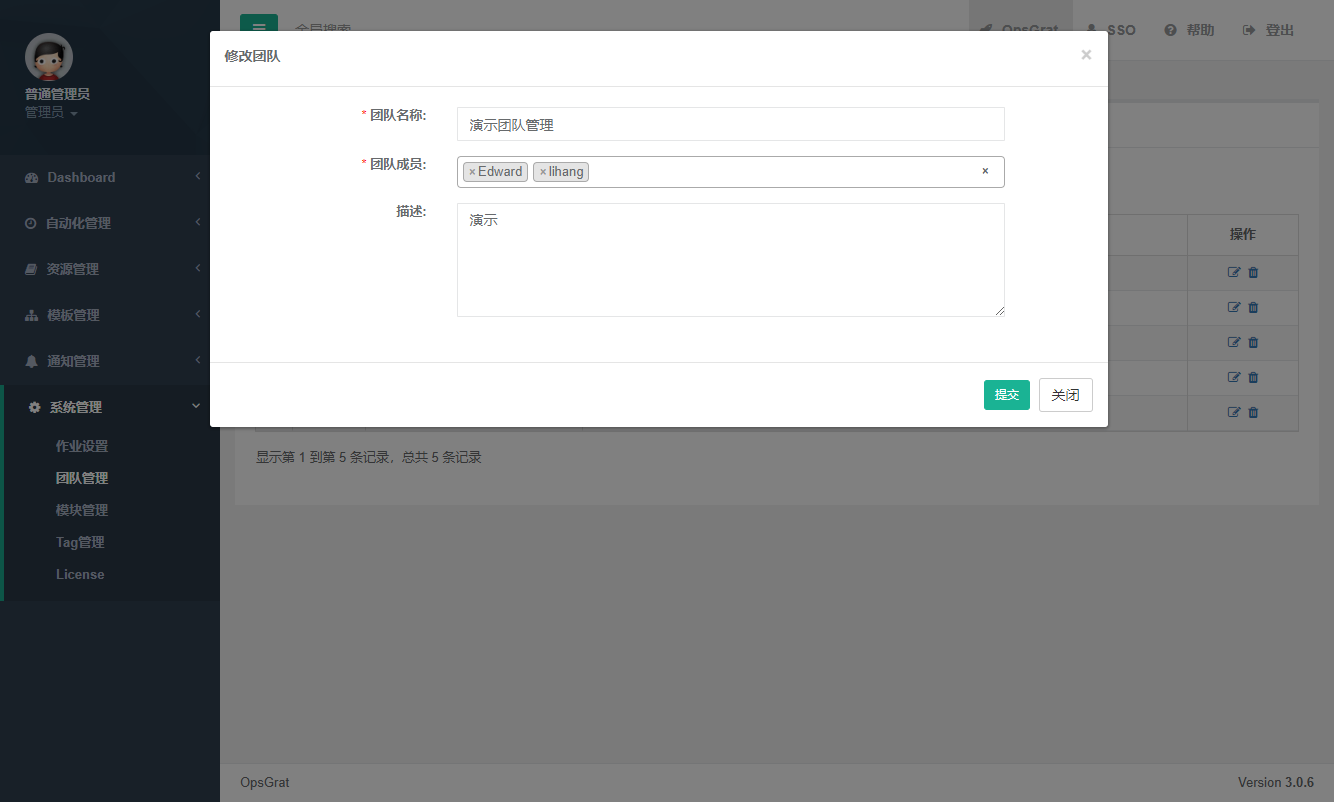 全局搜索
OpsGrat
SSO
帮助
登出
普通管理员
管理员
Dashboard
自动化管理
资源管理
模板管理
通知管理
系统管理
作业设置
团队管理
模块管理
Tag管理
License
修改团队
×
* 团队名称:
演示团队管理
* 团队成员:
×Edward ×lihang ×
描述:
演示
提交
关闭
操作
显示第 1 到第 5 条记录，总共 5 条记录
OpsGrat
Version 3.0.6